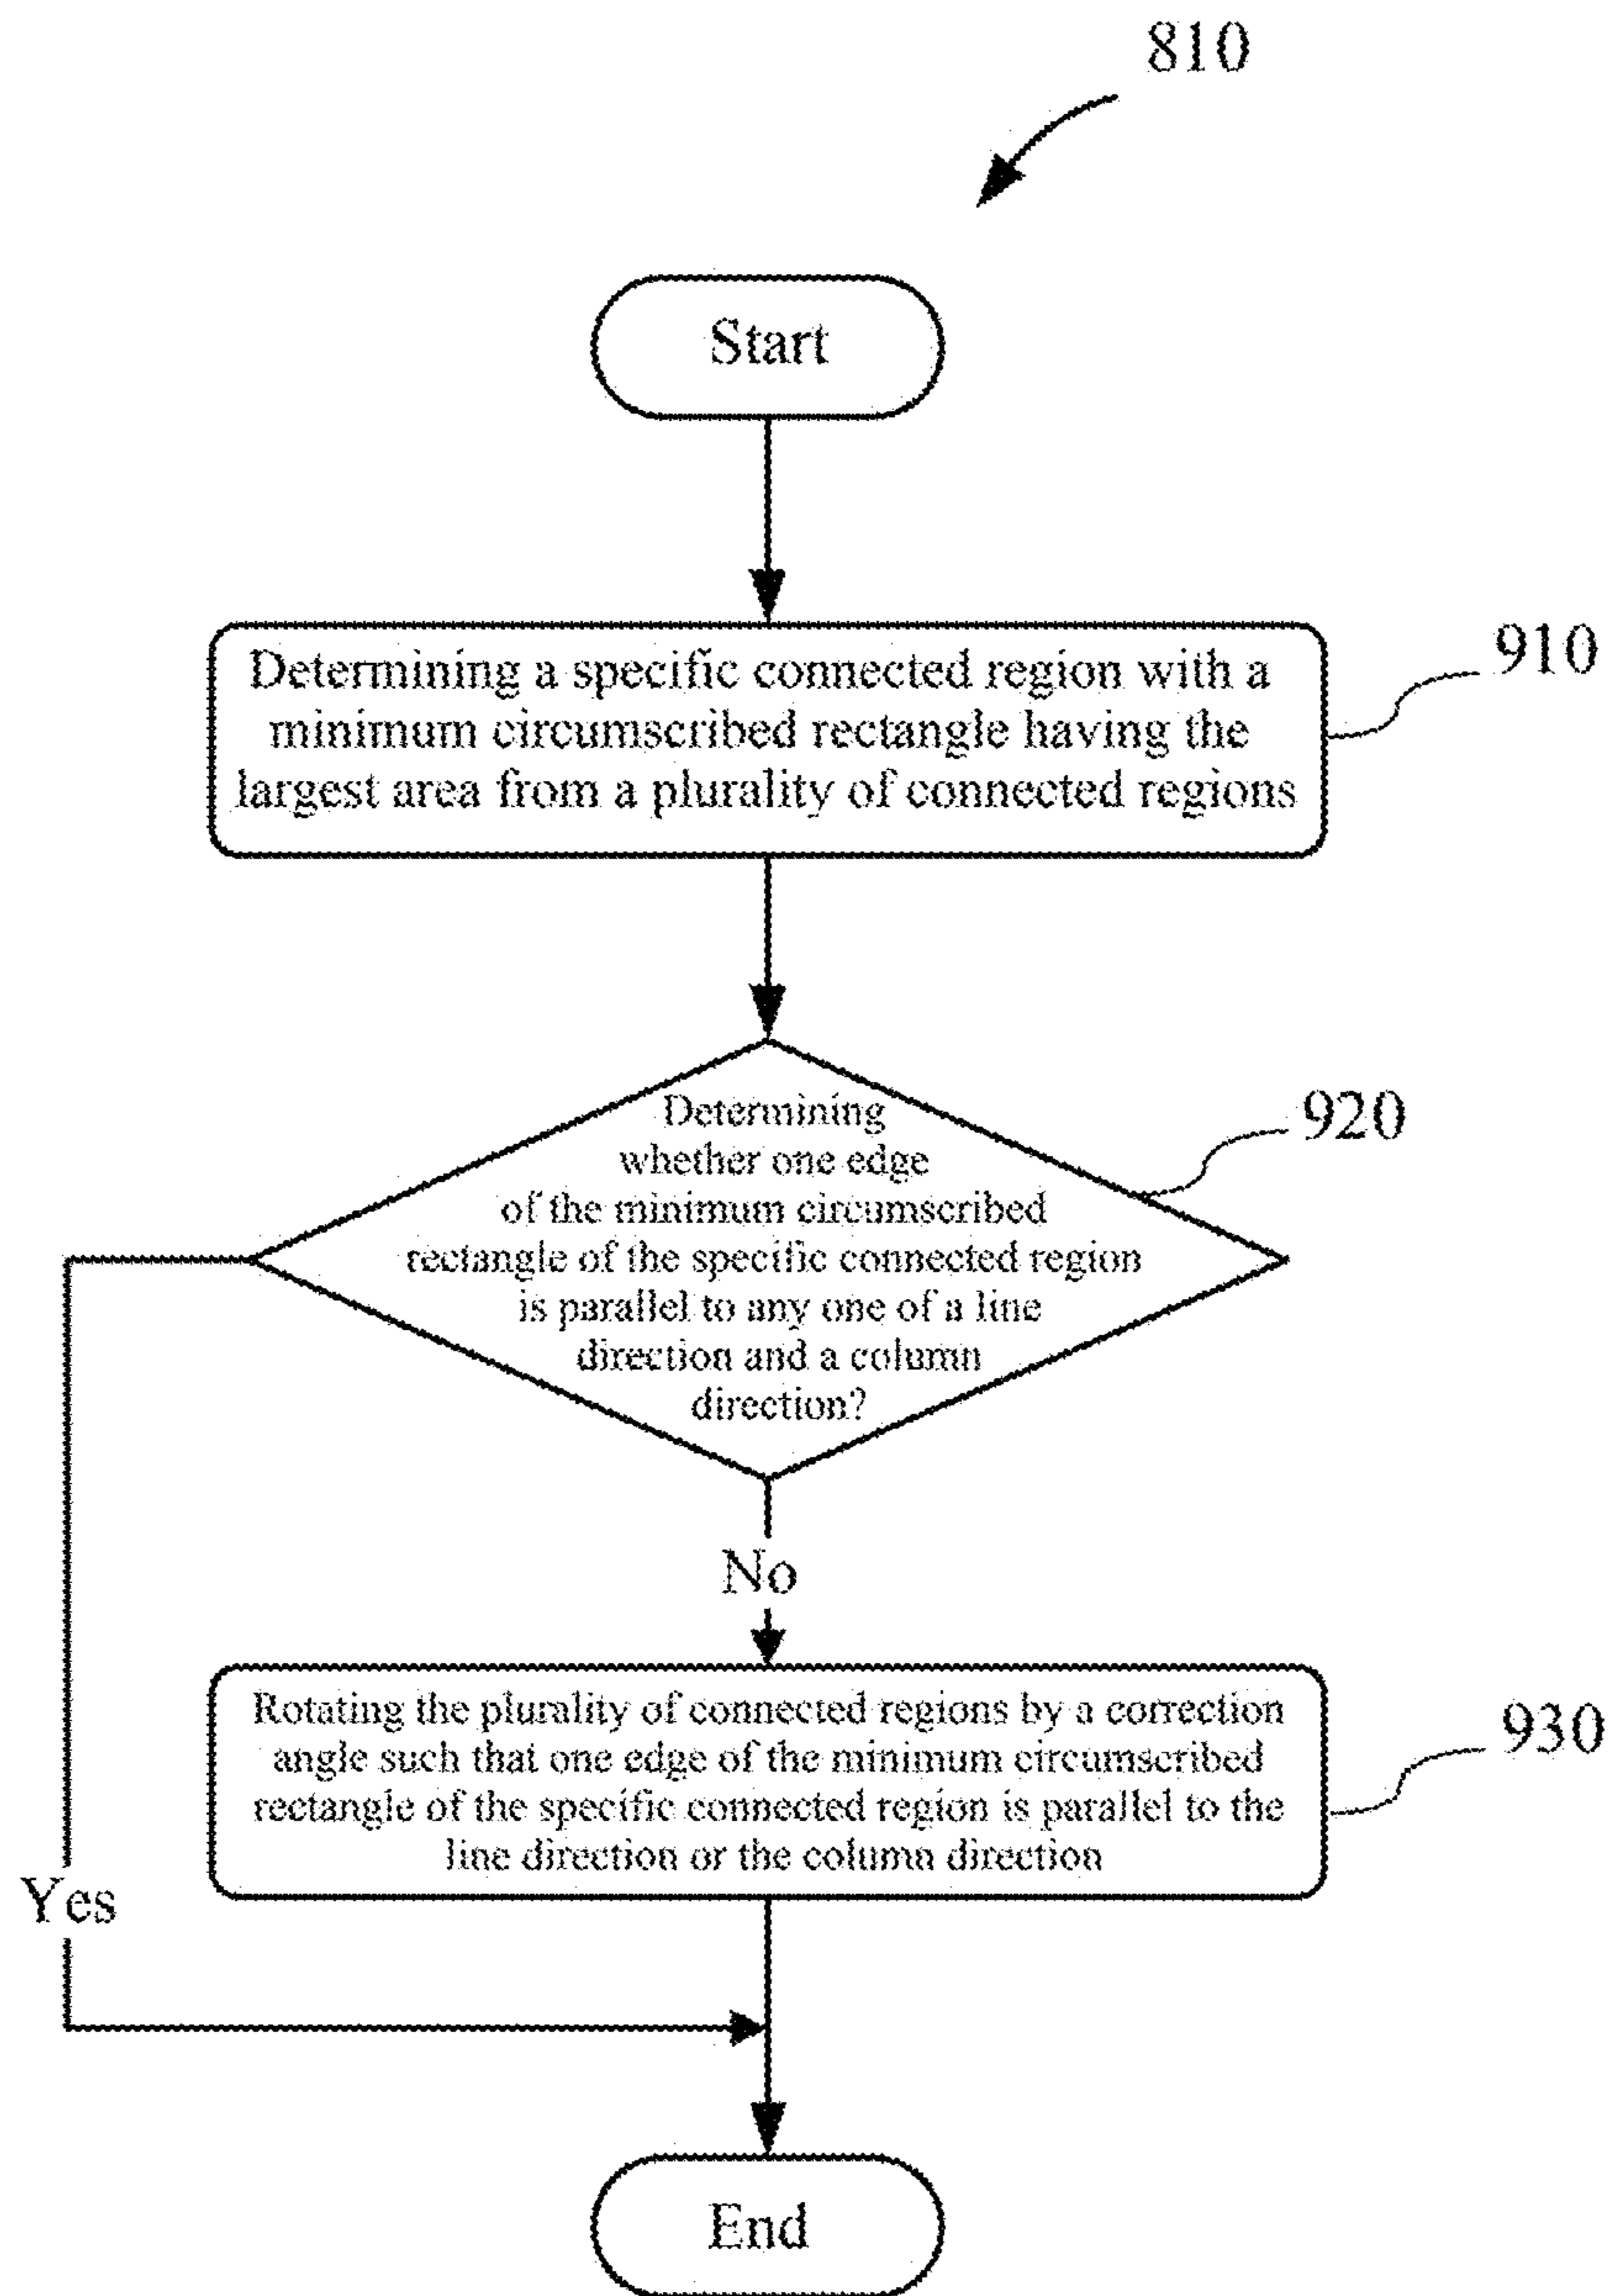 810
Start
Determining a specific connected region with a
minimum circumscribed rectangle having the
largest area from a plurality of connected regions
910
Determining
whether one edge
of the minimum circumscribed
rectangle of the specific connected region
is parallel to any one of a line
direction and a column
direction?
920
No
Rotating the plurality of connected regions by a correction
angle such that one edge of the minimum circumscribed
rectangle of the specific connected region is parallel to the
line direction or the column direction
930
Yes
End